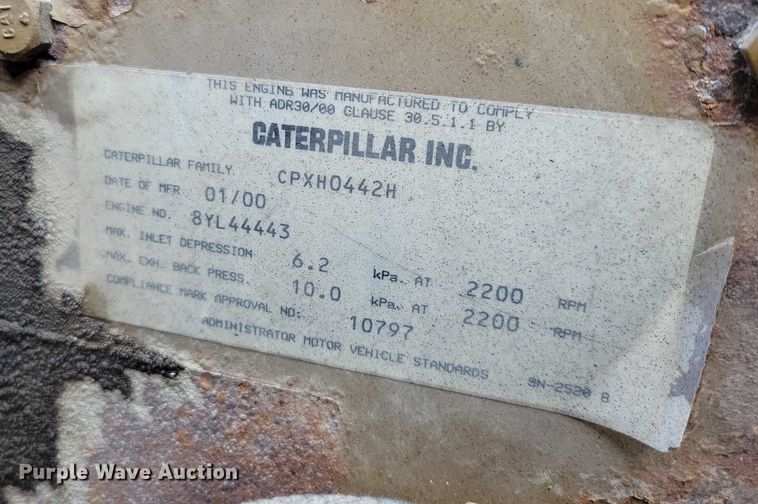 CAT
THIS ENGINE WAS MANUFACTURED TO COMPLY
WITH ADR30/00 CLAUSE 30.5.1.1 BY
CATERPILLAR INC.
CATERPILLAR FAMILY CPXH0442H
DATE OF MFR 01/00
ENGINE NO. 8YL44443
MAX. INLET DEPRESSION 6.2 kPa. AT 2200 RPM
MAX. EXH. BACK PRESS. 10.0 kPa. AT 2200 RPM
COMPLIANCE MARK APPROVAL NO: 10797
ADMINISTRATOR MOTOR VEHICLE STANDARDS 9N-2520 B
Purple Wave Auction